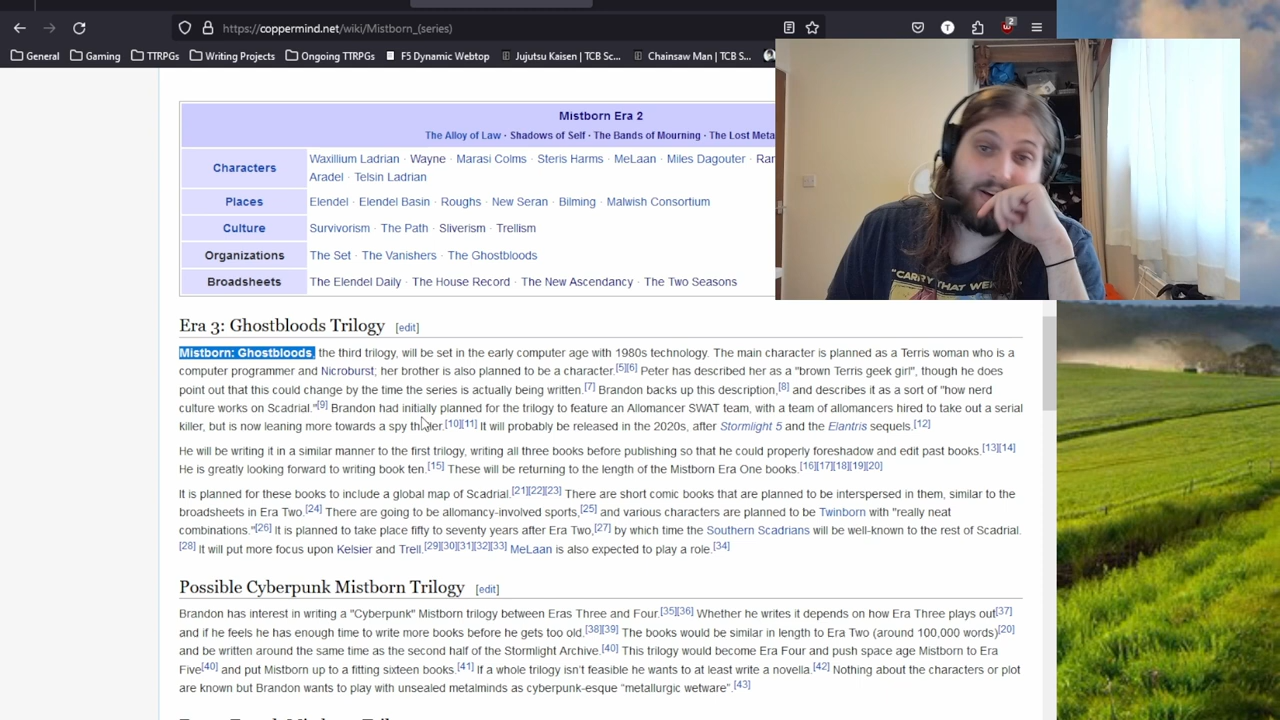 https://coppermind.net/wiki/Mistborn_(series)
T
2
General
Gaming
TTRPGs
Writing Projects
Ongoing TTRPGs
F5 Dynamic Webtop
Jujutsu Kaisen | TCB Sc...
Chainsaw Man | TCB S...
Mistborn Era 2
The Alloy of Law · Shadows of Self · The Bands of Mourning · The Lost Meta
Characters
Waxillium Ladrian · Wayne · Marasi Colms · Steris Harms · MeLaan · Miles Dagouter · Ran
Aradel · Telsin Ladrian
Places
Elendel · Elendel Basin · Roughs · New Seran · Bilming · Malwish Consortium
Culture
Survivorism · The Path · Sliverism · Trellism
Organizations
The Set · The Vanishers · The Ghostbloods
Broadsheets
The Elendel Daily · The House Record · The New Ascendancy · The Two Seasons
"CARRY THAT WEI
Era 3: Ghostbloods Trilogy [edit]
Mistborn: Ghostbloods, the third trilogy, will be set in the early computer age with 1980s technology. The main character is planned as a Terris woman who is a
computer programmer and Nicroburst; her brother is also planned to be a character.[5][6] Peter has described her as a "brown Terris geek girl", though he does
point out that this could change by the time the series is actually being written.[7] Brandon backs up this description,[8] and describes it as a sort of "how nerd
culture works on Scadrial."[9] Brandon had initially planned for the trilogy to feature an Allomancer SWAT team, with a team of allomancers hired to take out a serial
killer, but is now leaning more towards a spy thriller.[10][11] It will probably be released in the 2020s, after Stormlight 5 and the Elantris sequels.[12]
He will be writing it in a similar manner to the first trilogy, writing all three books before publishing so that he could properly foreshadow and edit past books.[13][14]
He is greatly looking forward to writing book ten.[15] These will be returning to the length of the Mistborn Era One books.[16][17][18][19][20]
It is planned for these books to include a global map of Scadrial.[21][22][23] There are short comic books that are planned to be interspersed in them, similar to the
broadsheets in Era Two.[24] There are going to be allomancy-involved sports,[25] and various characters are planned to be Twinborn with "really neat
combinations."[26] It is planned to take place fifty to seventy years after Era Two,[27] by which time the Southern Scadrians will be well-known to the rest of Scadrial.
[28] It will put more focus upon Kelsier and Trell.[29][30][31][32][33] MeLaan is also expected to play a role.[34]
Possible Cyberpunk Mistborn Trilogy [edit]
Brandon has interest in writing a "Cyberpunk" Mistborn trilogy between Eras Three and Four.[35][36] Whether he writes it depends on how Era Three plays out[37]
and if he feels he has enough time to write more books before he gets too old.[38][39] The books would be similar in length to Era Two (around 100,000 words)[20]
and be written around the same time as the second half of the Stormlight Archive.[40] This trilogy would become Era Four and push space age Mistborn to Era
Five[40] and put Mistborn up to a fitting sixteen books.[41] If a whole trilogy isn't feasible he wants to at least write a novella.[42] Nothing about the characters or plot
are known but Brandon wants to play with unsealed metalminds as cyberpunk-esque "metallurgic wetware".[43]